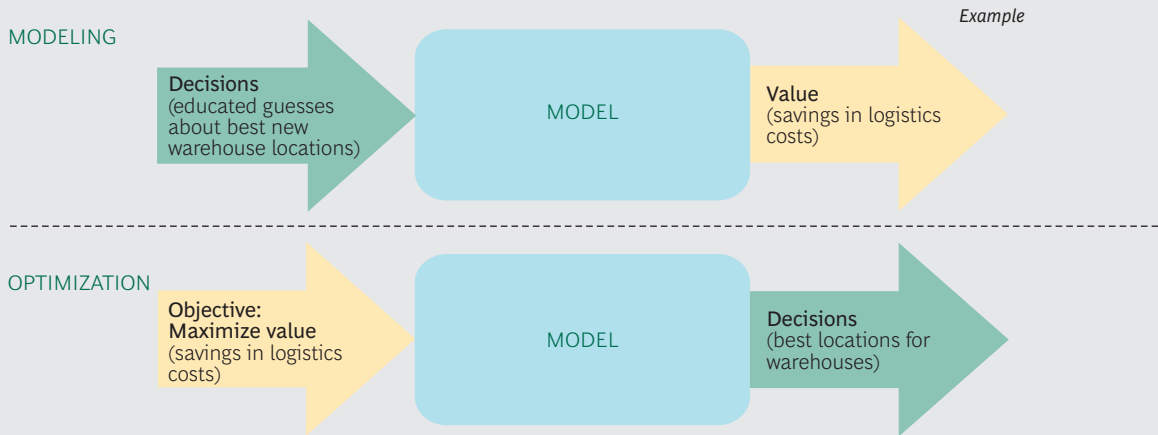 Example
MODELING
Decisions
(educated guesses
about best new
warehouse locations)
MODEL
Value
(savings in logistics
costs)
OPTIMIZATION
Objective:
Maximize value
(savings in logistics
costs)
MODEL
Decisions
(best locations for
warehouses)